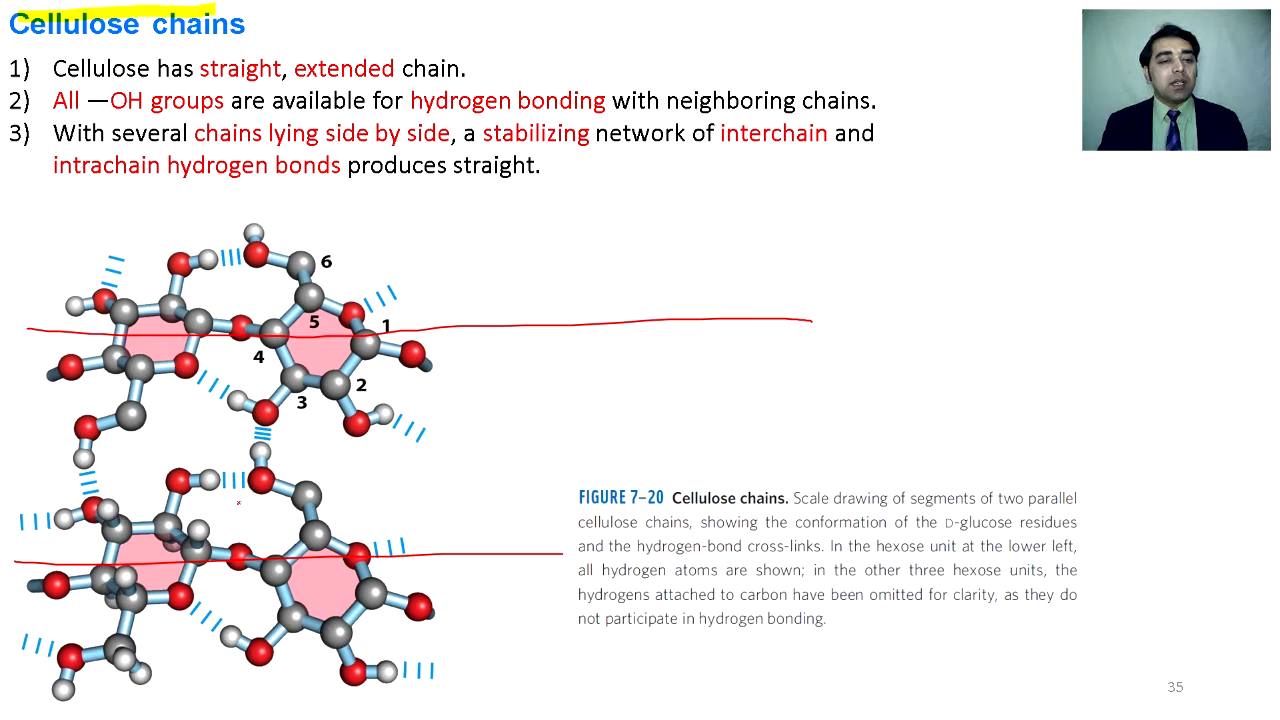 Cellulose chains
1) Cellulose has straight, extended chain.
2) All —OH groups are available for hydrogen bonding with neighboring chains.
3) With several chains lying side by side, a stabilizing network of interchain and
intrachain hydrogen bonds produces straight.
6
5
1
4
2
3
FIGURE 7–20 Cellulose chains. Scale drawing of segments of two parallel
cellulose chains, showing the conformation of the D-glucose residues
and the hydrogen-bond cross-links. In the hexose unit at the lower left,
all hydrogen atoms are shown; in the other three hexose units, the
hydrogens attached to carbon have been omitted for clarity, as they do
not participate in hydrogen bonding.
35